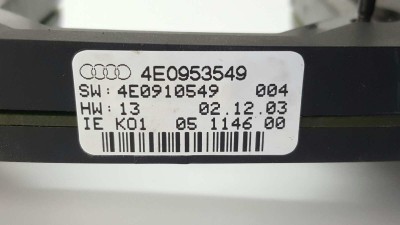 4E0953549
SW: 4E0910549 004
HW: 13 02.12.03
IE K01 05 1146 00